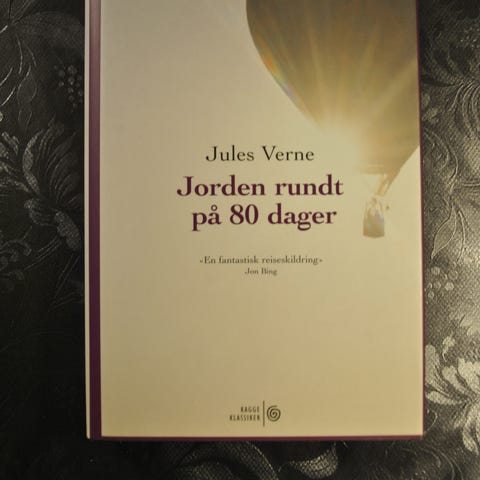 Jules Verne
Jorden rundt
på 80 dager
«En fantastisk reiseskildring»
Jon Bing
KAGGE
KLASSIKER